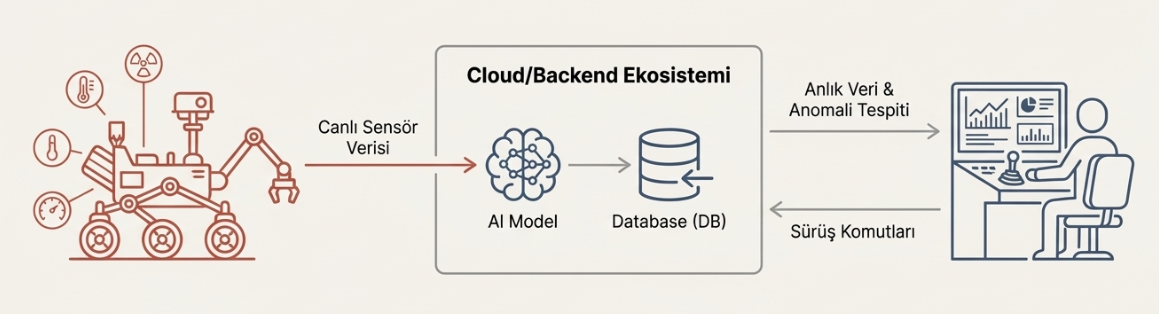 Cloud/Backend Ekosistemi
Canlı Sensör
Verisi
AI Model
Database (DB)
Anlık Veri &
Anomali Tespiti
Sürüş Komutları